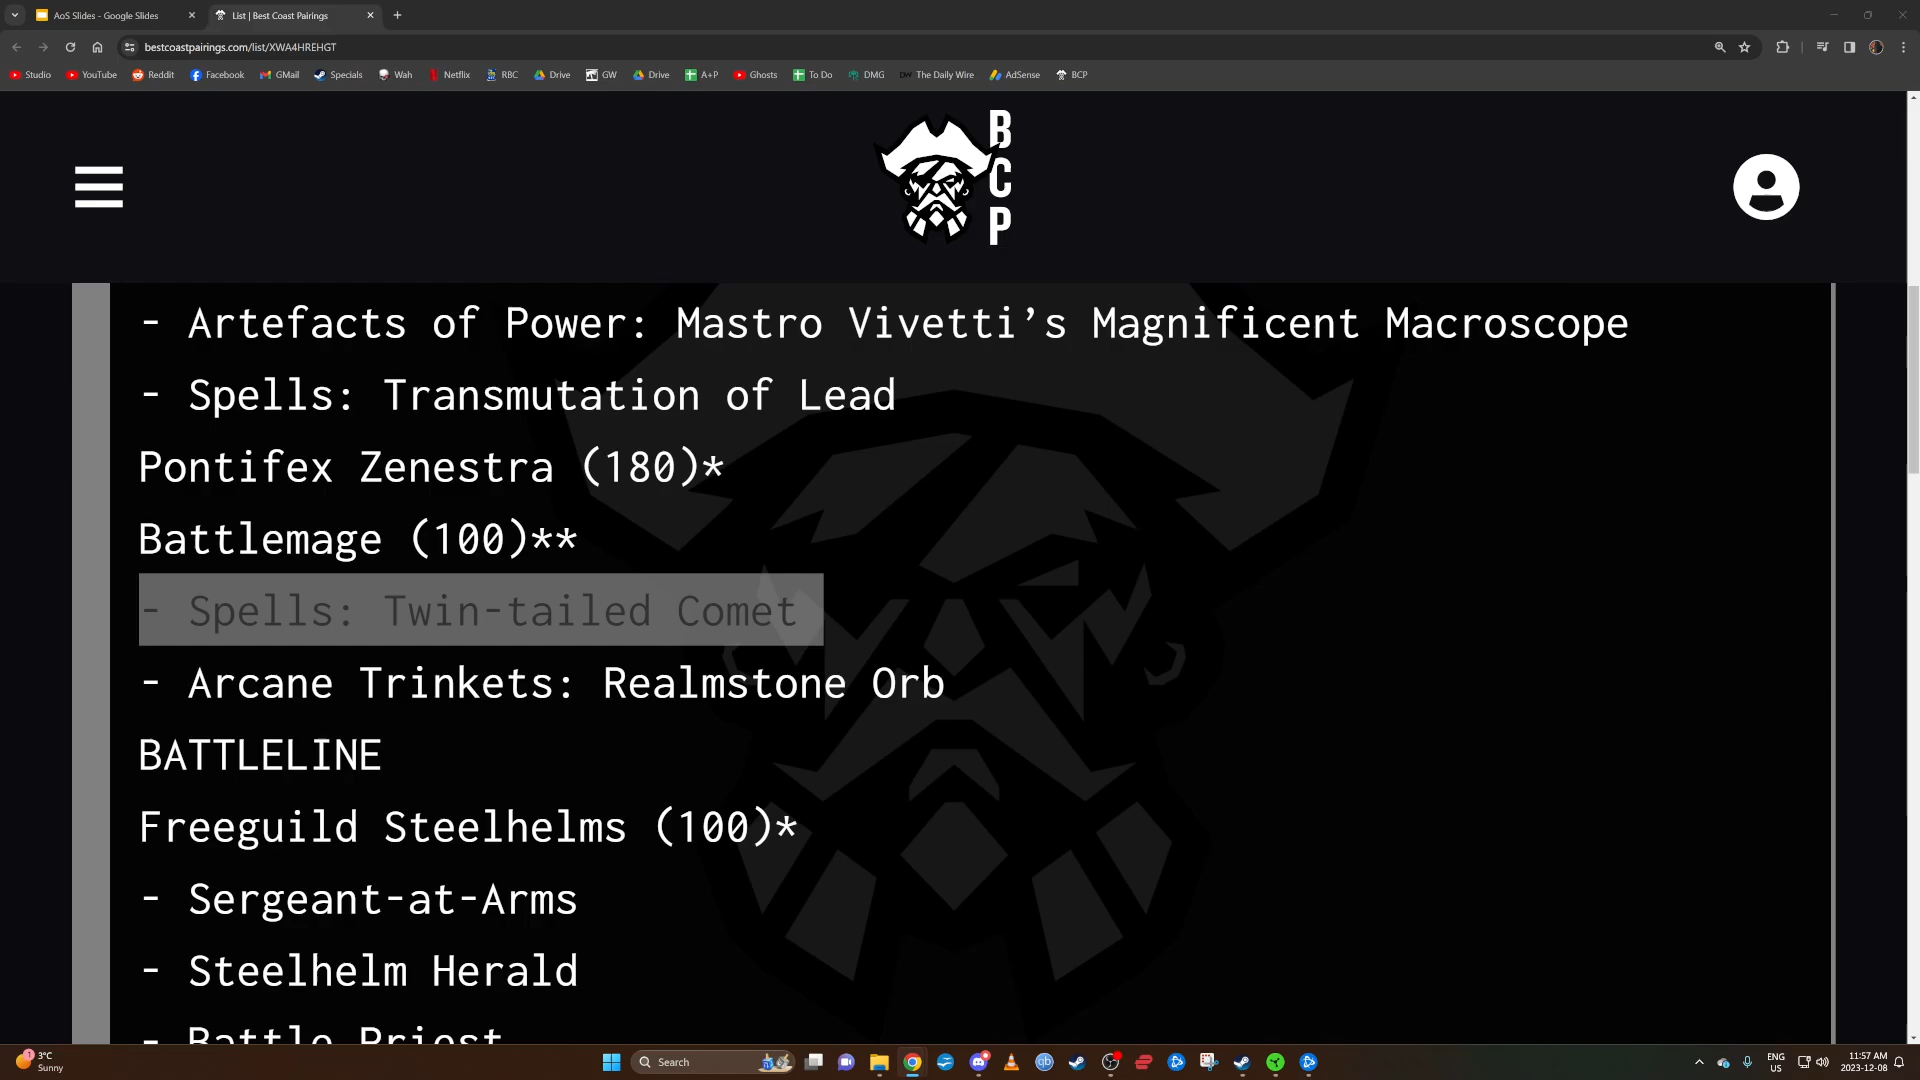 AoS Slides - Google Slides
List | Best Coast Pairings
bestcoastpairings.com/list/XWA4HREHGT
Studio YouTube Reddit Facebook GMail Specials Wah Netflix RBC Drive GW Drive A+P Ghosts To Do DMG The Daily Wire AdSense BCP
BCP
- Artefacts of Power: Mastro Vivetti’s Magnificent Macroscope
- Spells: Transmutation of Lead
Pontifex Zenestra (180)*
Battlemage (100)**
- Spells: Twin-tailed Comet
- Arcane Trinkets: Realmstone Orb
BATTLELINE
Freeguild Steelhelms (100)*
- Sergeant-at-Arms
- Steelhelm Herald
- Battle Priest
3°C
Sunny
Search
ENG
US
11:57 AM
2023-12-08